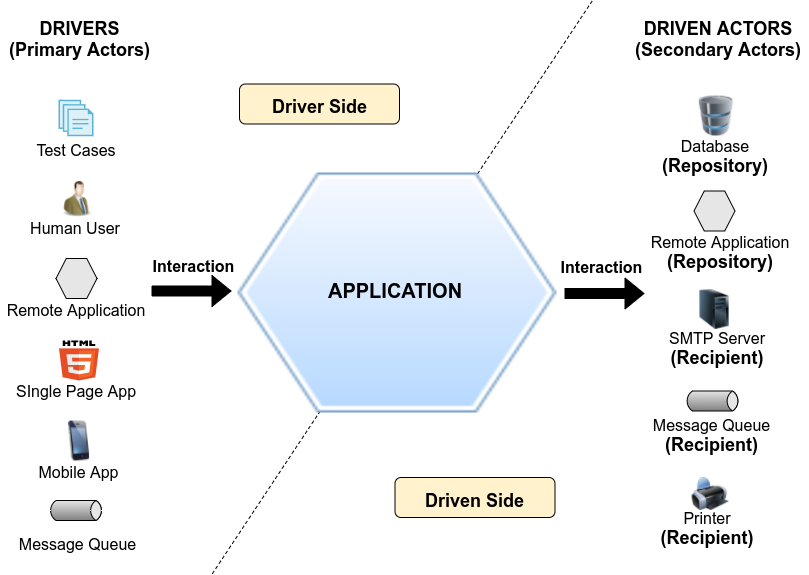 DRIVERS
(Primary Actors)
Test Cases
Human User
Remote Application
HTML
5
SIngle Page App
Mobile App
Message Queue
Driver Side
Interaction
APPLICATION
Interaction
Driven Side
DRIVEN ACTORS
(Secondary Actors)
Database
(Repository)
Remote Application
(Repository)
SMTP Server
(Recipient)
Message Queue
(Recipient)
Printer
(Recipient)